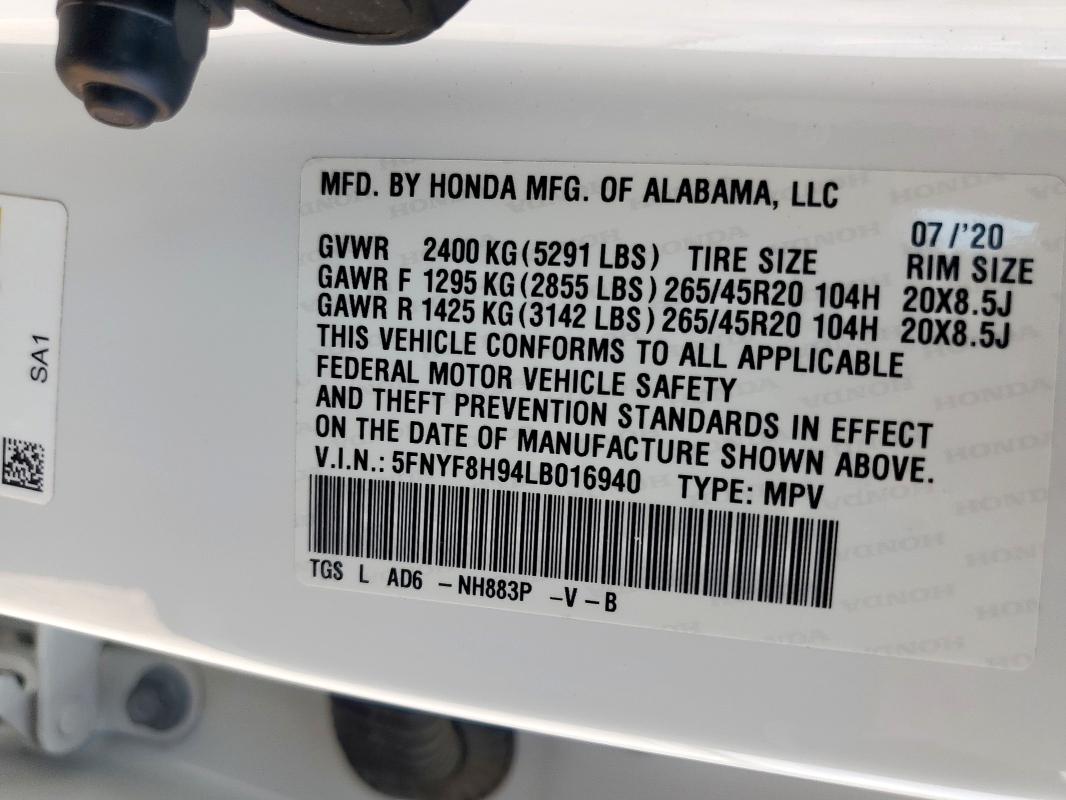 MFD. BY HONDA MFG. OF ALABAMA, LLC
07/'20
GVWR 2400 KG (5291 LBS) TIRE SIZE RIM SIZE
GAWR F 1295 KG (2855 LBS) 265/45R20 104H 20X8.5J
GAWR R 1425 KG (3142 LBS) 265/45R20 104H 20X8.5J
THIS VEHICLE CONFORMS TO ALL APPLICABLE
FEDERAL MOTOR VEHICLE SAFETY
AND THEFT PREVENTION STANDARDS IN EFFECT
ON THE DATE OF MANUFACTURE SHOWN ABOVE.
V.I.N.: 5FNYF8H94LB016940 TYPE: MPV
TGS L AD6 -NH883P -V -B
SA1